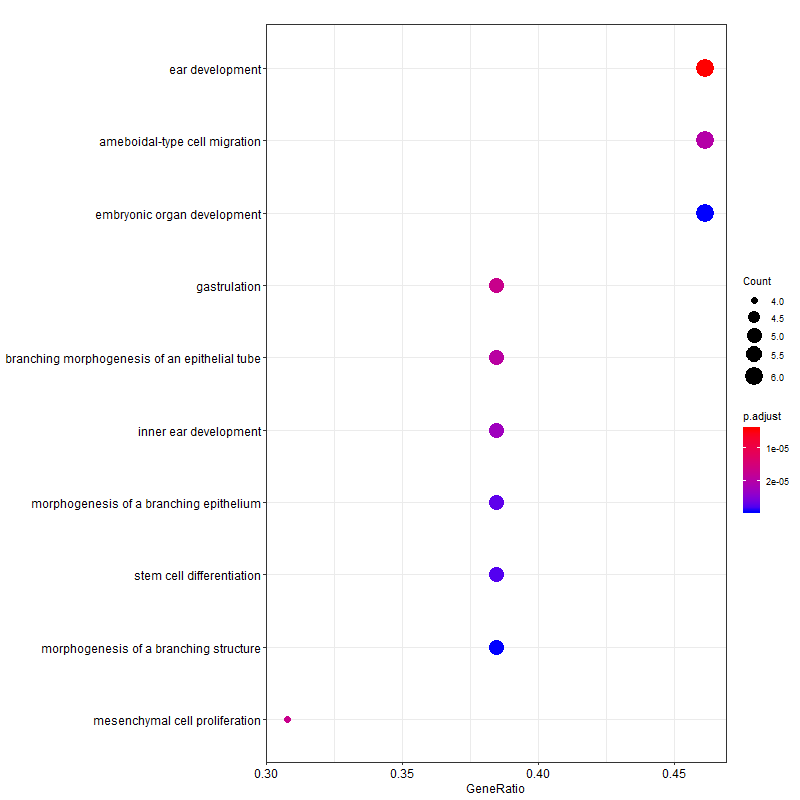 ear development
ameboidal-type cell migration
embryonic organ development
gastrulation
branching morphogenesis of an epithelial tube
inner ear development
morphogenesis of a branching epithelium
stem cell differentiation
morphogenesis of a branching structure
mesenchymal cell proliferation
0.30 0.35 0.40 0.45
GeneRatio
Count
4.0
4.5
5.0
5.5
6.0
p.adjust
1e-05
2e-05